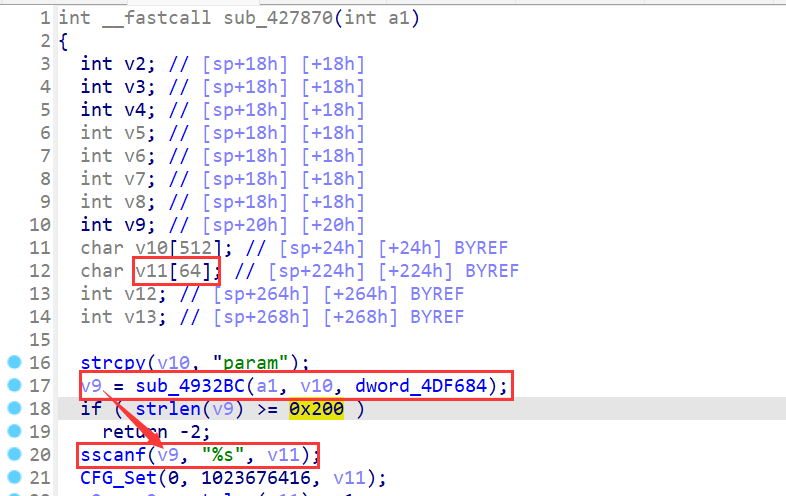 1 int __fastcall sub_427870(int a1)
2 {
3 int v2; // [sp+18h] [+18h]
4 int v3; // [sp+18h] [+18h]
5 int v4; // [sp+18h] [+18h]
6 int v5; // [sp+18h] [+18h]
7 int v6; // [sp+18h] [+18h]
8 int v7; // [sp+18h] [+18h]
9 int v8; // [sp+18h] [+18h]
10 int v9; // [sp+20h] [+20h]
11 char v10[512]; // [sp+24h] [+24h] BYREF
12 char v11[64]; // [sp+224h] [+224h] BYREF
13 int v12; // [sp+264h] [+264h] BYREF
14 int v13; // [sp+268h] [+268h] BYREF
15
16 strcpy(v10, "param");
17 v9 = sub_4932BC(a1, v10, dword_4DF684);
18 if ( strlen(v9) >= 0x200 )
19 return -2;
20 sscanf(v9, "%s", v11);
21 CFG_Set(0, 1023676416, v11);